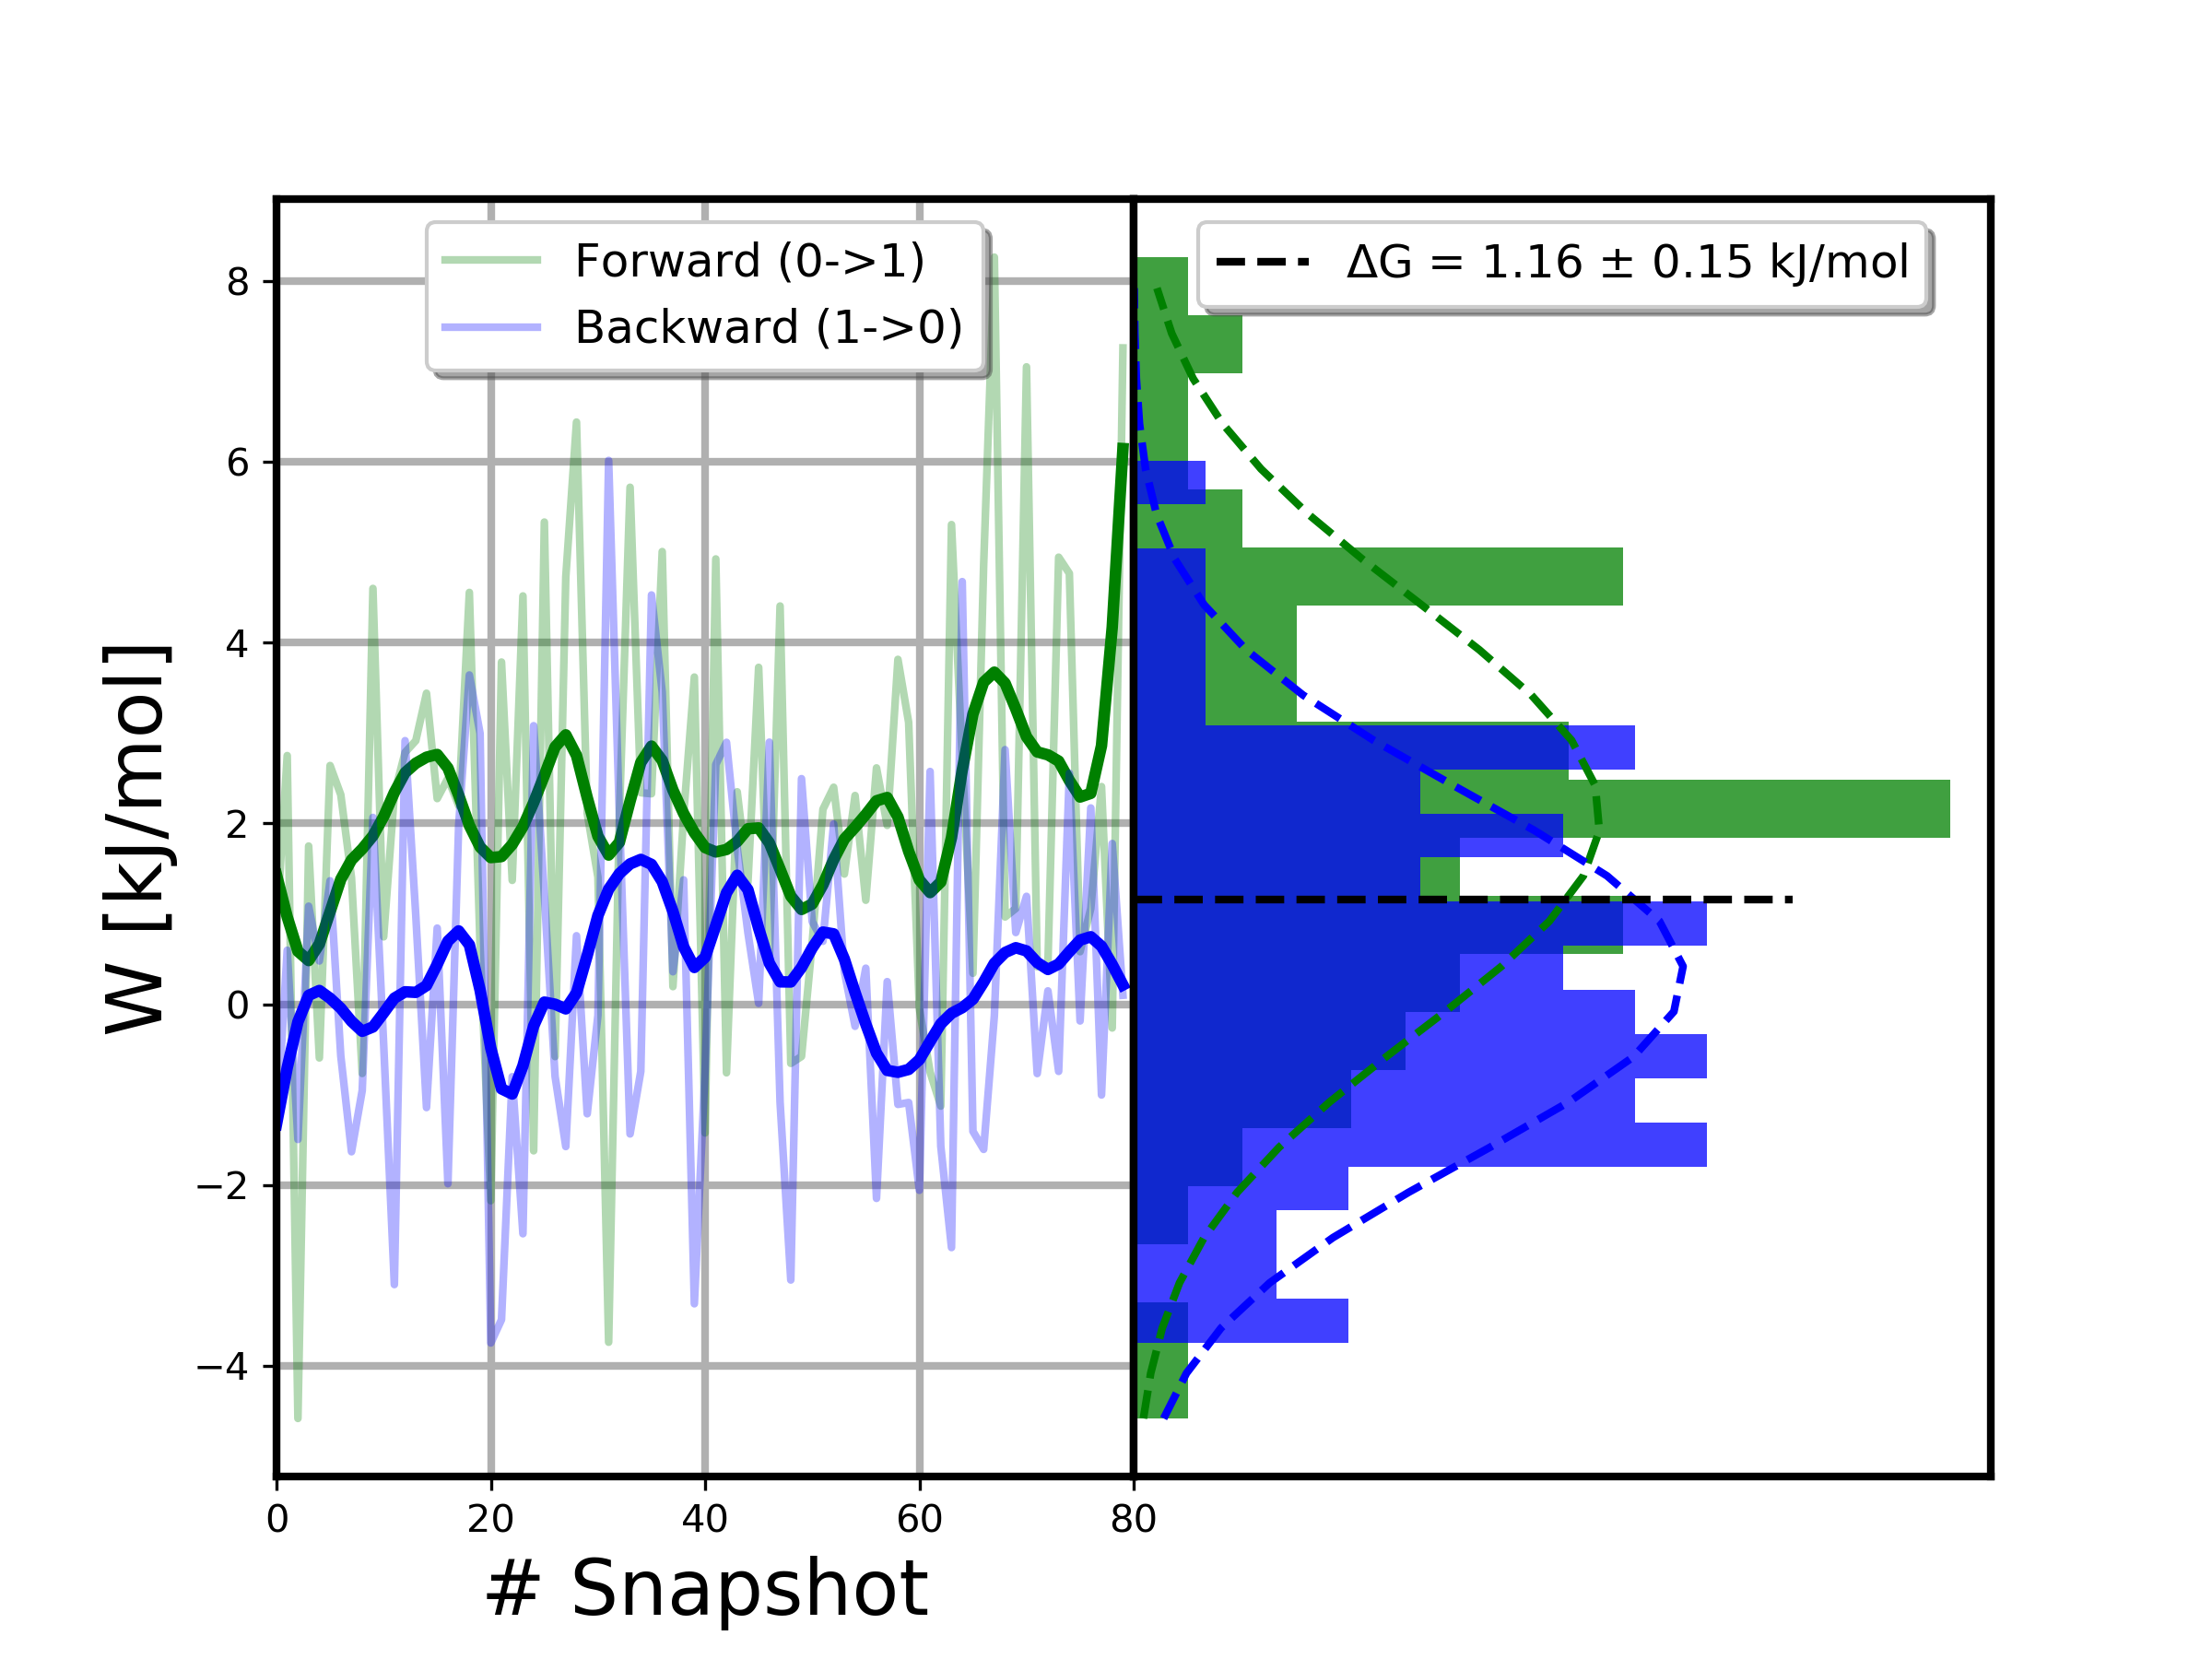 Forward (0->1)
Backward (1->0)
ΔG = 1.16 ± 0.15 kJ/mol
8
6
4
2
0
−2
−4
W [kJ/mol]
0 20 40 60 80
# Snapshot